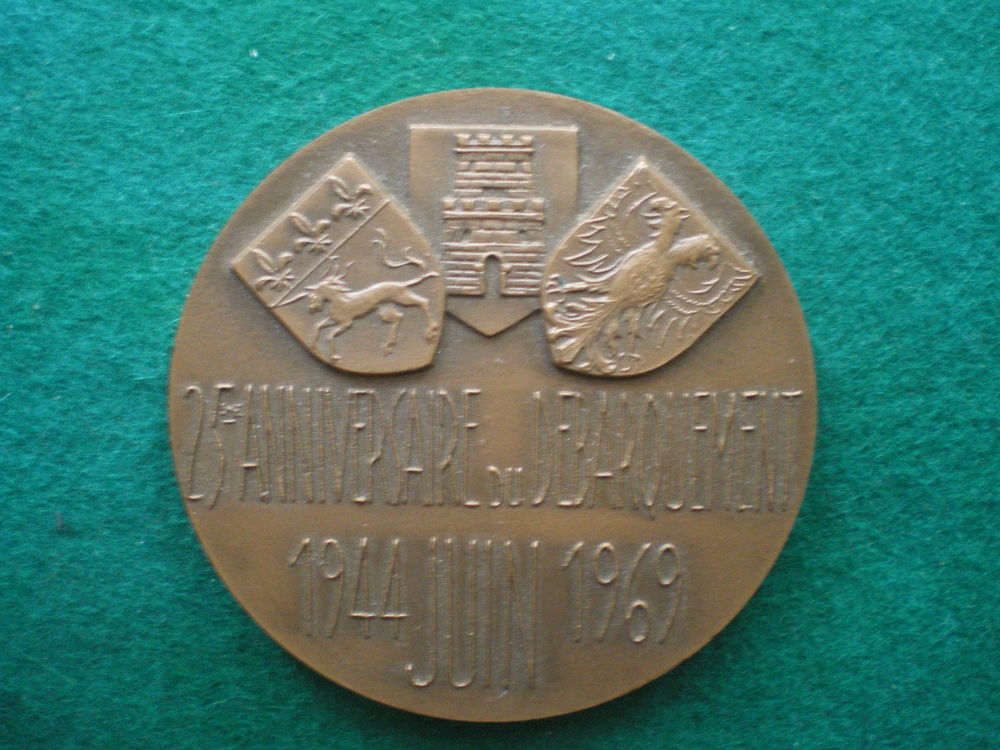 25ᵉ ANNIVERSAIRE DU DEBARQUEMENT
1944 JUIN 1969